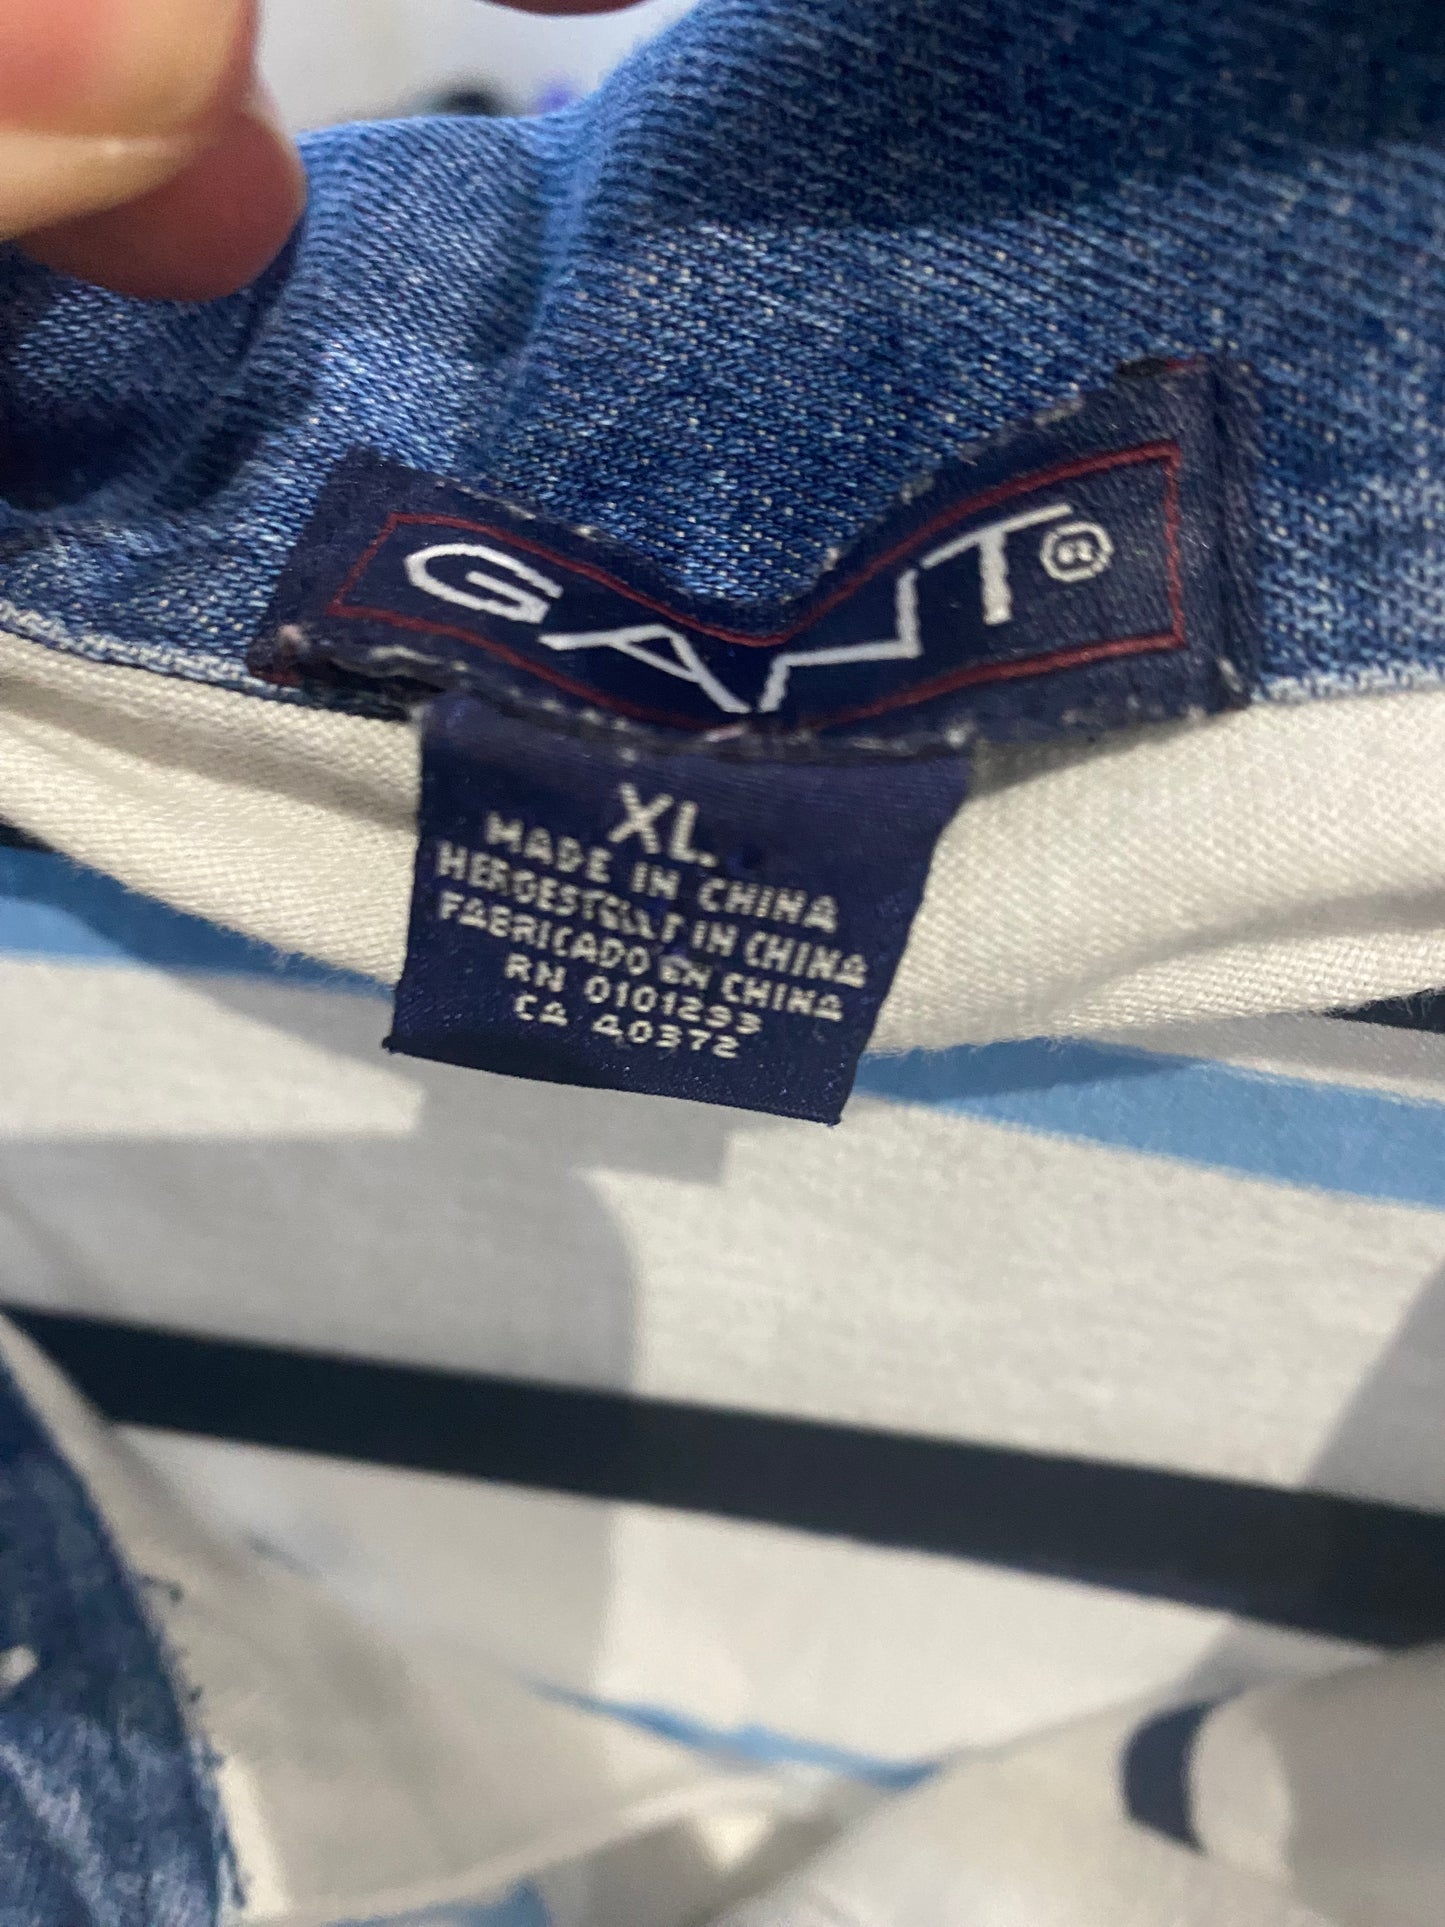 GANT®
XL
MADE IN CHINA
HERGESTELLT IN CHINA
FABRICADO EN CHINA
RN 0101293
CA 40372